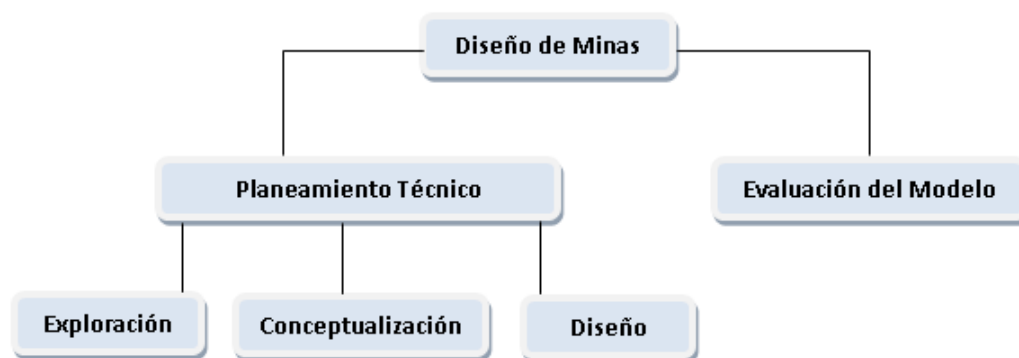 Diseño de Minas
Planeamiento Técnico
Evaluación del Modelo
Exploración
Conceptualización
Diseño